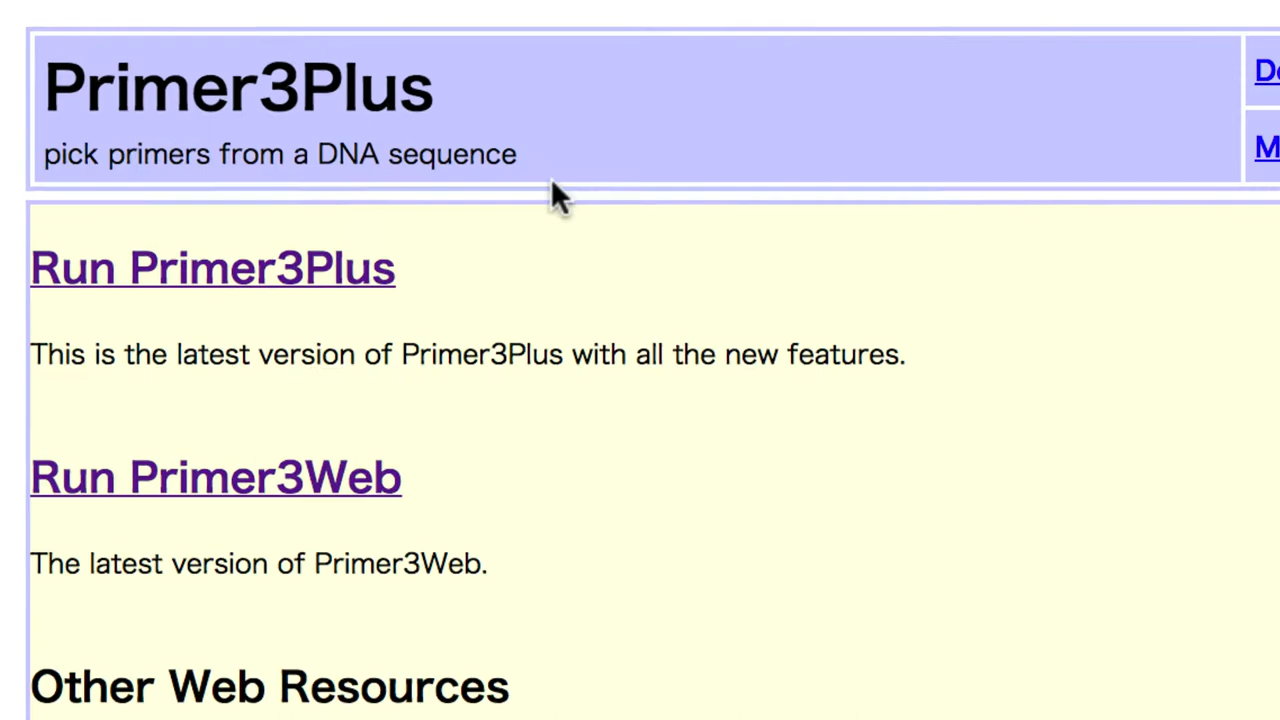 Primer3Plus
pick primers from a DNA sequence
Run Primer3Plus
This is the latest version of Primer3Plus with all the new features.
Run Primer3Web
The latest version of Primer3Web.
Other Web Resources